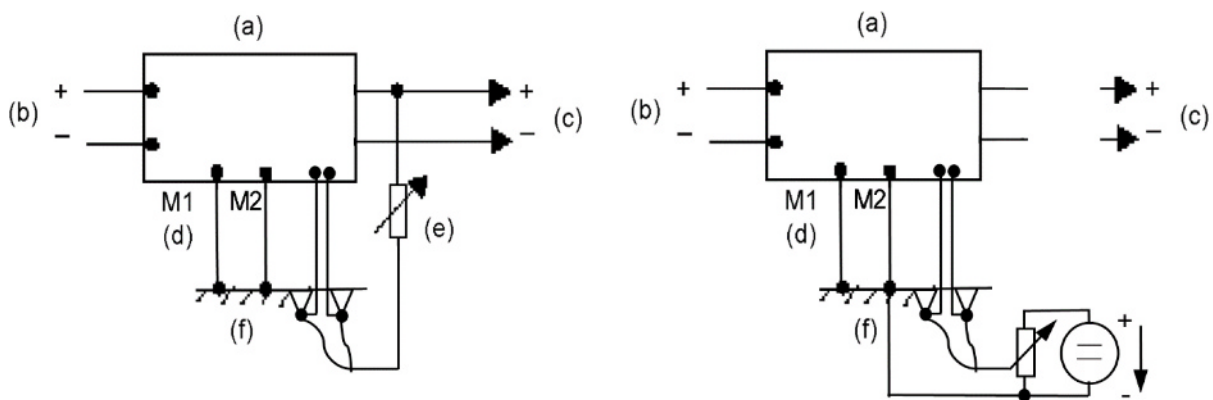 (a)
(b) + +
− − (c)
M1 M2
(d) (e)
(f)
(a)
(b) + +
− − (c)
M1 M2
(d)
(f)
+
-